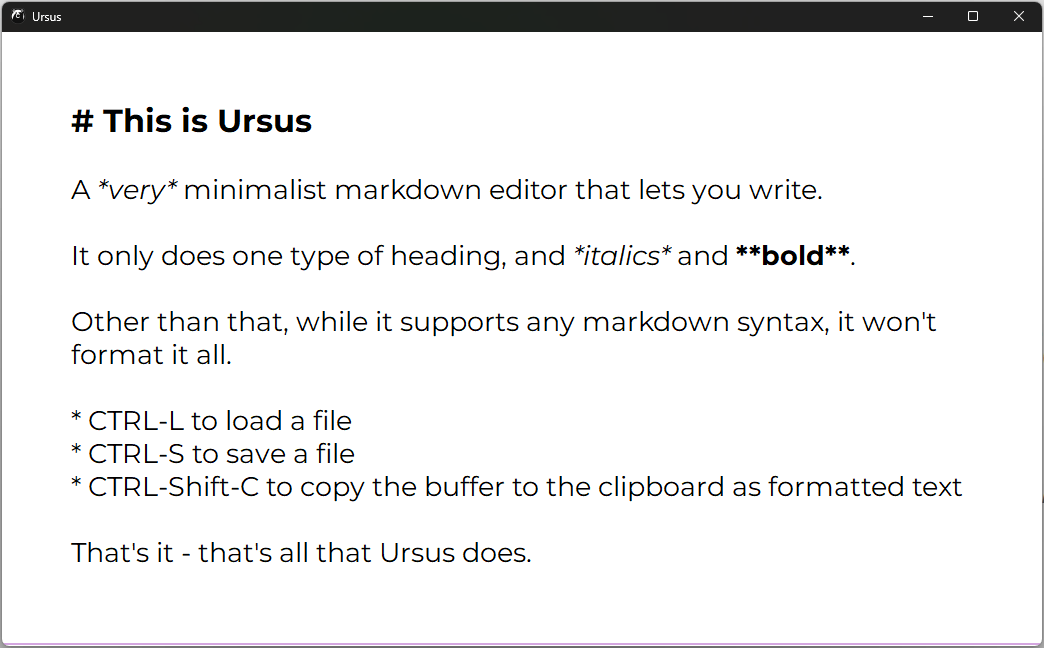 Ursus
# This is Ursus
A *very* minimalist markdown editor that lets you write.
It only does one type of heading, and *italics* and **bold**.
Other than that, while it supports any markdown syntax, it won't
format it all.
* CTRL-L to load a file
* CTRL-S to save a file
* CTRL-Shift-C to copy the buffer to the clipboard as formatted text
That's it - that's all that Ursus does.